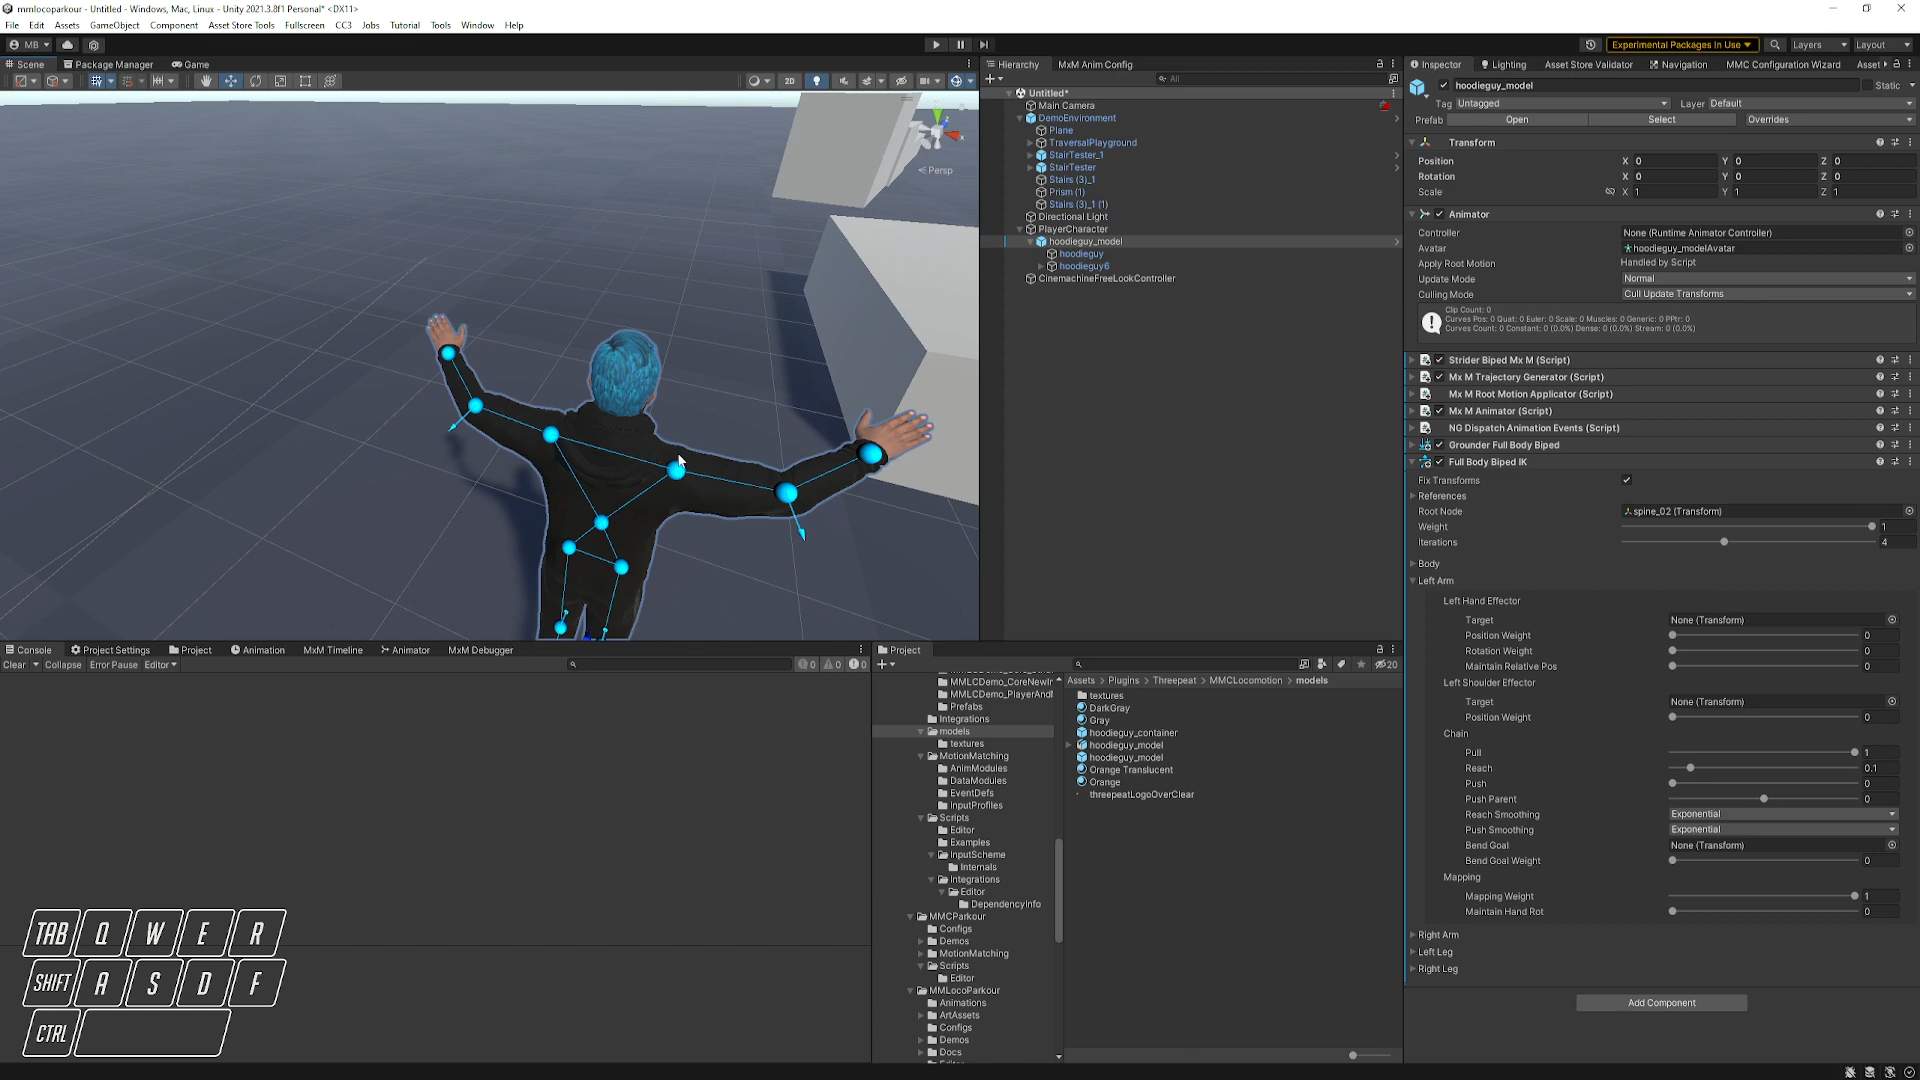 mmlocoparkour - Untitled - Windows, Mac, Linux - Unity 2021.3.8f1 Personal* <DX11>
File Edit Assets GameObject Component Asset Store Tools Fullscreen CC3 Jobs Tutorial Tools Window Help
MB Experimental Packages In Use Layers Layout
Scene Package Manager Game
2D
Persp
Hierarchy MxM Anim Config
All
Untitled*
Main Camera
DemoEnvironment
Plane
TraversalPlayground
StairTester_1
StairTester
Stairs (3)_1
Prism (1)
Stairs (3)_1 (1)
Directional Light
PlayerCharacter
hoodieguy_model
hoodieguy
hoodieguy6
CinemachineFreeLookController
Inspector Lighting Asset Store Validator Navigation MMC Configuration Wizard Asset
hoodieguy_model Static
Tag Untagged Layer Default
Prefab Open Select Overrides
Transform
Position X 0 Y 0 Z 0
Rotation X 0 Y 0 Z 0
Scale X 1 Y 1 Z 1
Animator
Controller None (Runtime Animator Controller)
Avatar hoodieguy_modelAvatar
Apply Root Motion Handled by Script
Update Mode Normal
Culling Mode Cull Update Transforms
Clip Count: 0
Curves Pos: 0 Quat: 0 Euler: 0 Scale: 0 Muscles: 0 Generic: 0 PPtr: 0
Curves Count: 0 Constant: 0 (0.0%) Dense: 0 (0.0%) Stream: 0 (0.0%)
Strider Biped Mx M (Script)
Mx M Trajectory Generator (Script)
Mx M Root Motion Applicator (Script)
Mx M Animator (Script)
NG Dispatch Animation Events (Script)
Grounder Full Body Biped
Full Body Biped IK
Fix Transforms
References
Root Node spine_02 (Transform)
Weight 1
Iterations 4
Body
Left Arm
Left Hand Effector
Target None (Transform)
Position Weight 0
Rotation Weight 0
Maintain Relative Pos 0
Left Shoulder Effector
Target None (Transform)
Position Weight 0
Chain
Pull 1
Reach 0.1
Push 0
Push Parent 0
Reach Smoothing Exponential
Push Smoothing Exponential
Bend Goal None (Transform)
Bend Goal Weight 0
Mapping
Mapping Weight 1
Maintain Hand Rot 0
Right Arm
Left Leg
Right Leg
Add Component
Console Project Settings Project Animation MxM Timeline Animator MxM Debugger
Clear Collapse Error Pause Editor 0 0 0
TAB Q W E R
SHIFT A S D F
CTRL
Project
20
MMLCDemo_CoreNewIn
MMLCDemo_PlayerAndI
Prefabs
Integrations
models
textures
MotionMatching
AnimModules
DataModules
EventDefs
InputProfiles
Scripts
Editor
Examples
InputScheme
Internals
Integrations
Editor
DependencyInfo
MMCParkour
Configs
Demos
MotionMatching
Scripts
Editor
MMLocoParkour
Animations
ArtAssets
Configs
Demos
Docs
Assets > Plugins > Threepeat > MMCLocomotion > models
textures
DarkGray
Gray
hoodieguy_container
hoodieguy_model
hoodieguy_model
Orange Translucent
Orange
threepeatLogoOverClear